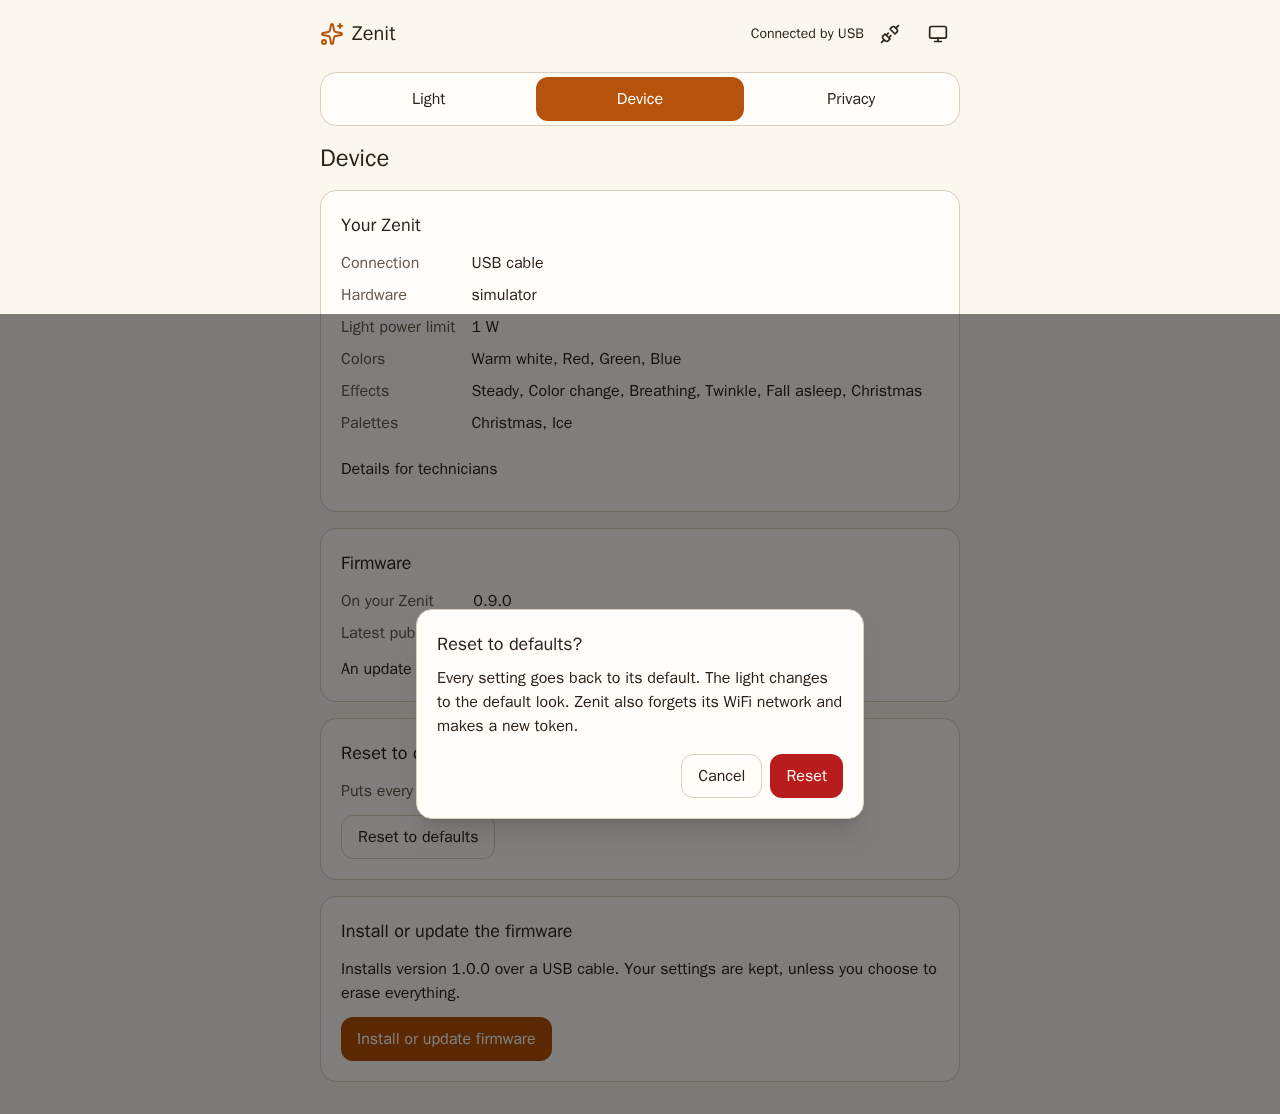 Zenit
Connected by USB
Light
Device
Privacy
Device
Your Zenit
Connection USB cable
Hardware simulator
Light power limit 1 W
Colors Warm white, Red, Green, Blue
Effects Steady, Color change, Breathing, Twinkle, Fall asleep, Christmas
Palettes Christmas, Ice
Details for technicians
Firmware
On your Zenit 0.9.0
Latest
An update
Reset to
Puts every
Reset to defaults
Reset to defaults?
Every setting goes back to its default. The light changes
to the default look. Zenit also forgets its WiFi network and
makes a new token.
Cancel
Reset
Install or update the firmware
Installs version 1.0.0 over a USB cable. Your settings are kept, unless you choose to
erase everything.
Install or update firmware